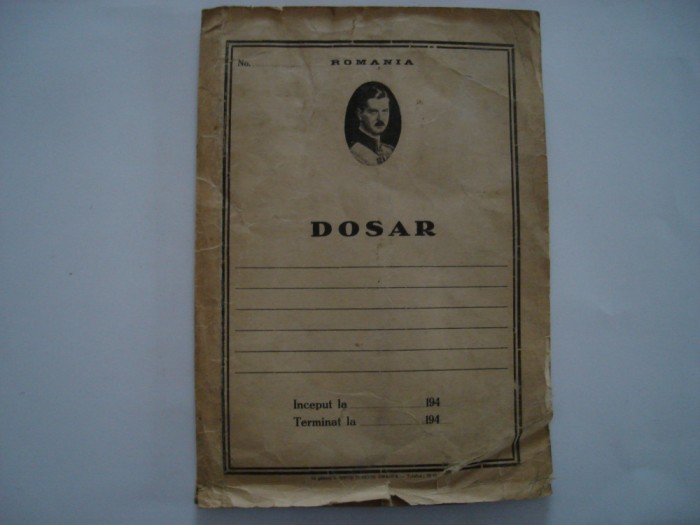 No.
ROMANIA
DOSAR
Inceput la 194
Terminat la 194